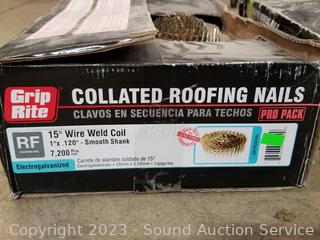 Grip Rite
COLLATED ROOFING NAILS
CLAVOS EN SECUENCIA PARA TECHOS
PRO PACK
RF
15° Wire Weld Coil
1"x .120"- Smooth Shank
7,200 Pcs.
Carrete de alambre soldado de 15°
Electrogalvanized
Copyright 2023 - Sound Auction Service